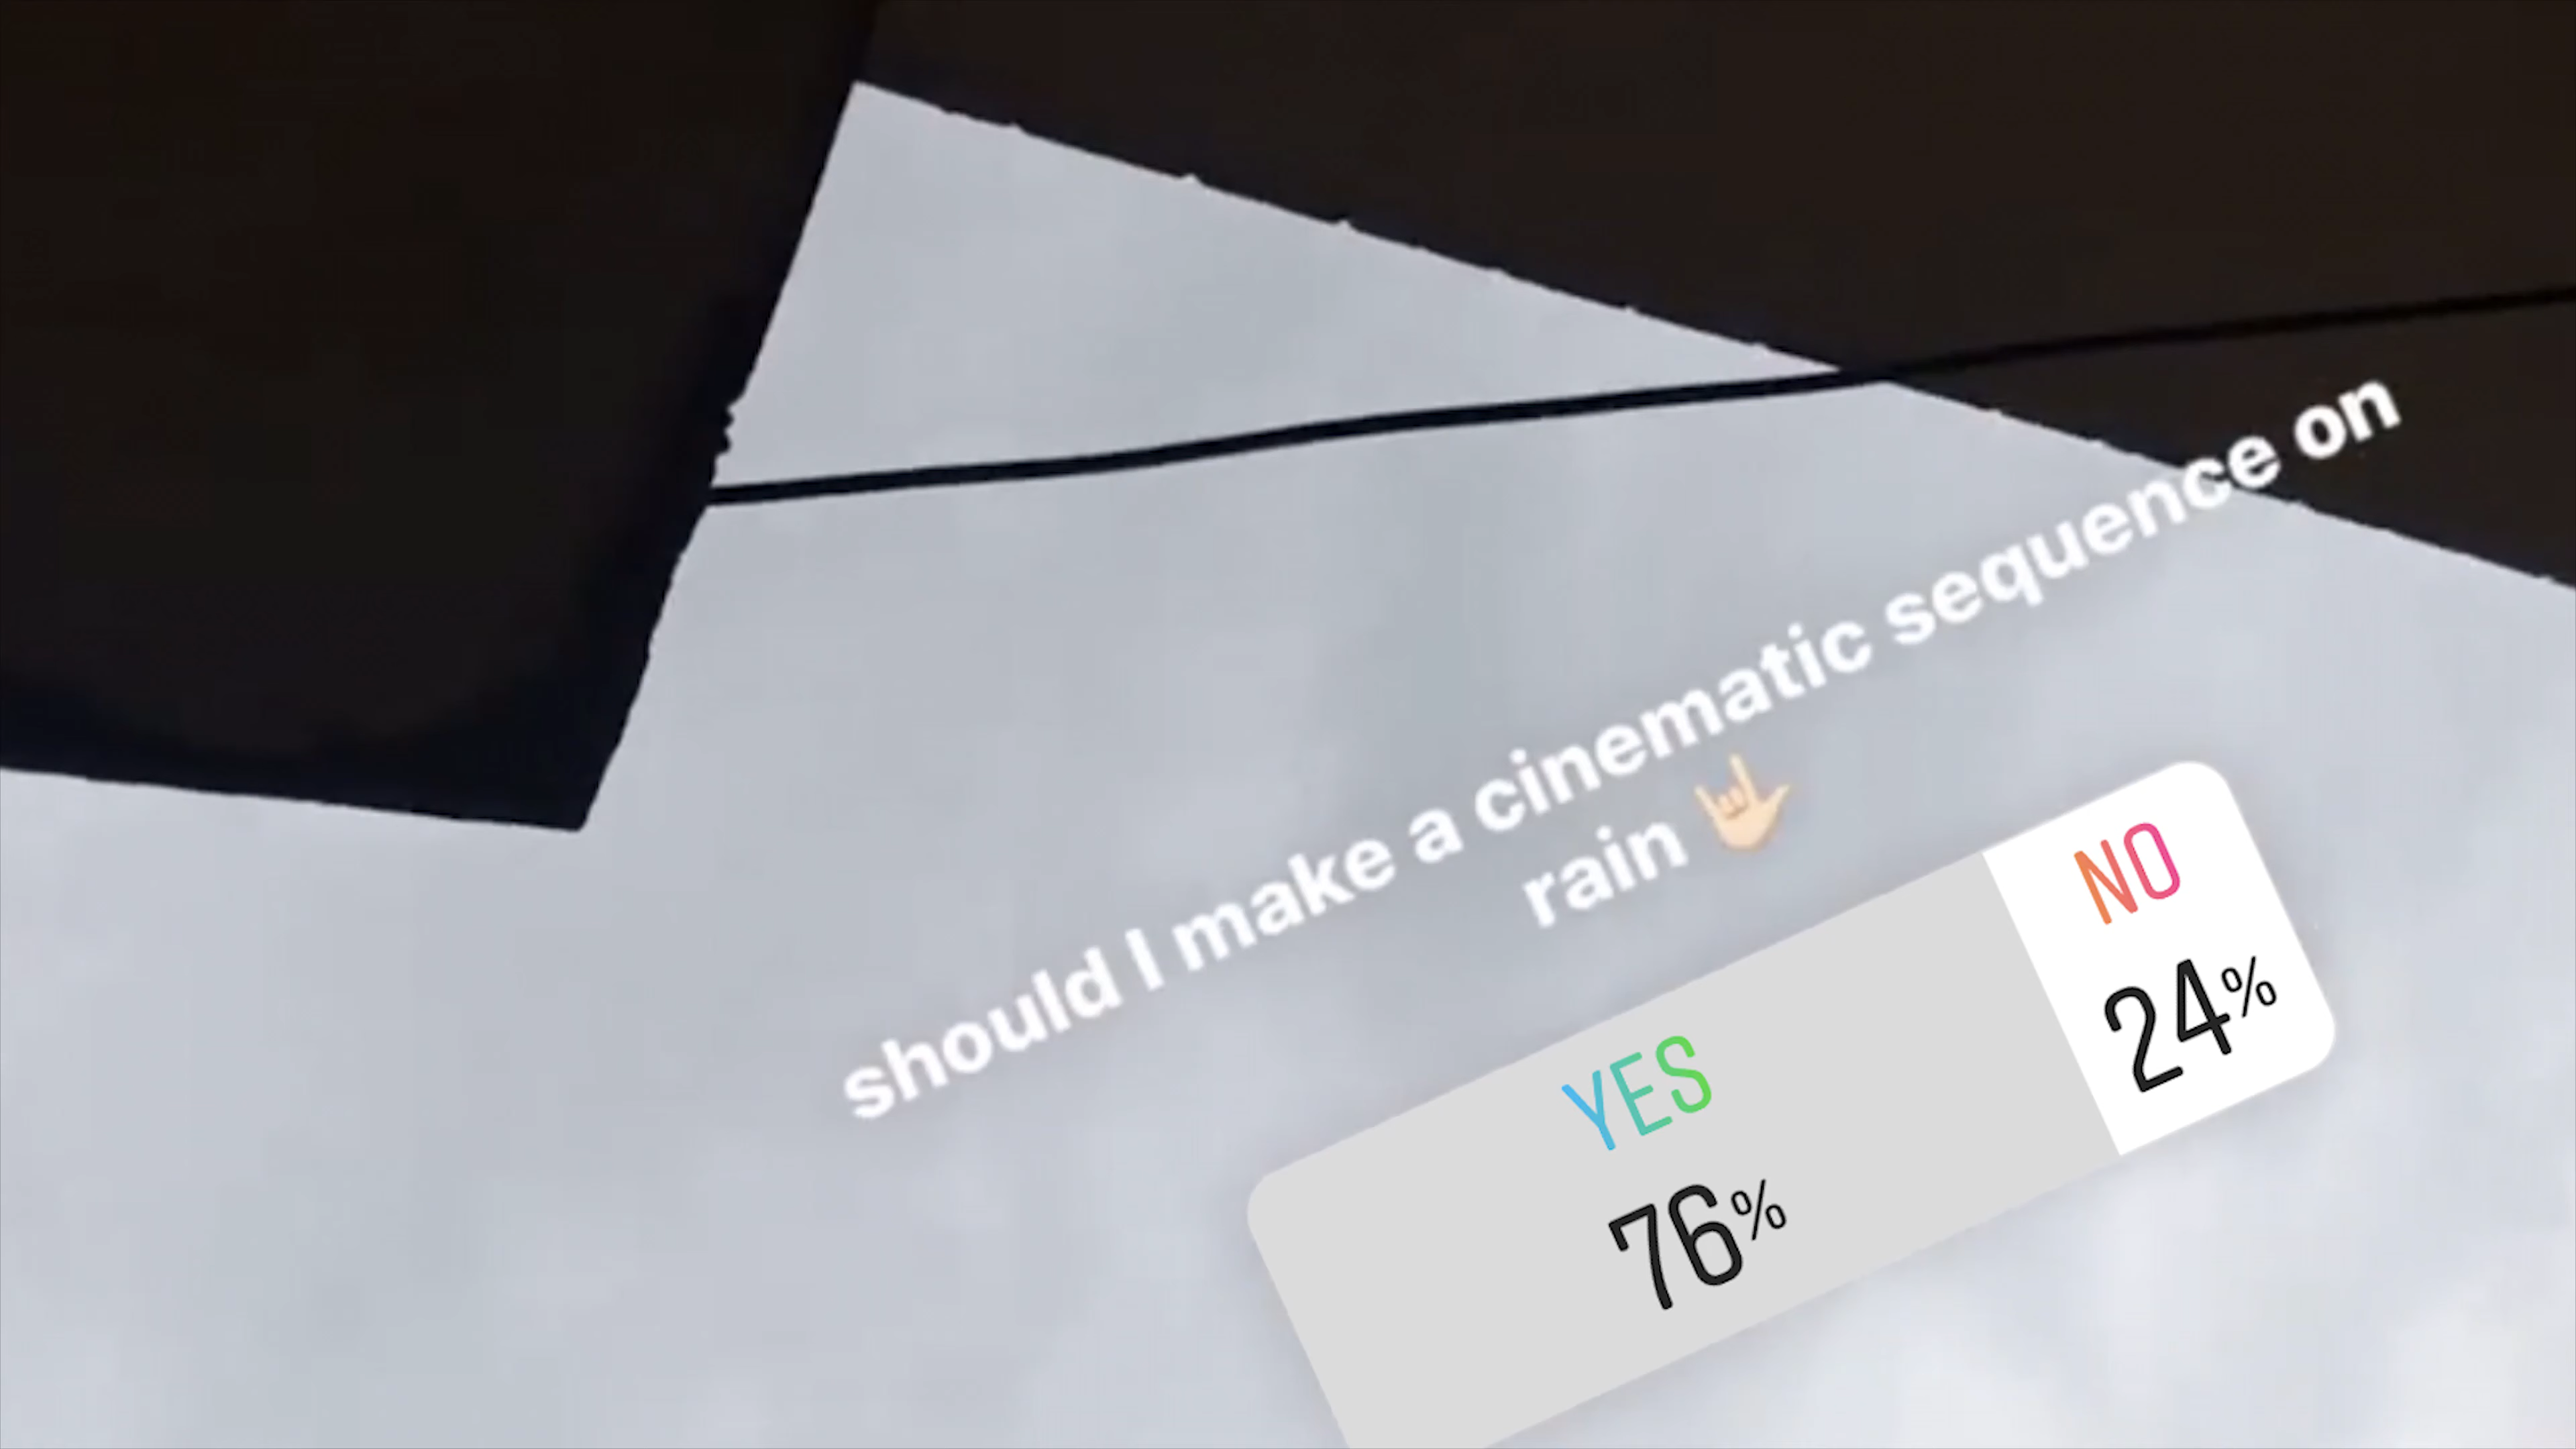 should I make a cinematic sequence on
rain 🤟🏻
YES
76%
NO
24%